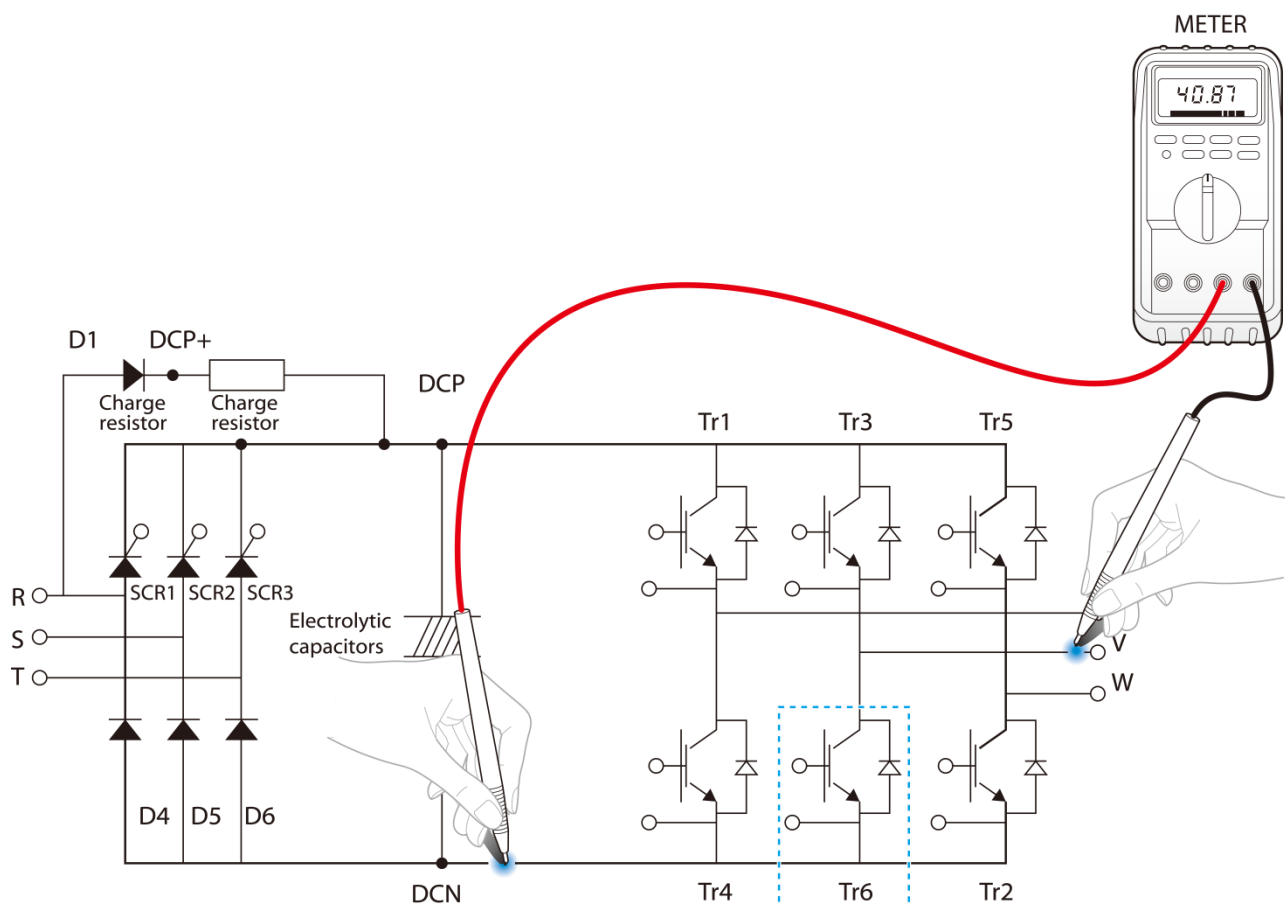 METER
40.87
D1
DCP+
Charge
resistor
Charge
resistor
DCP
Tr1
Tr3
Tr5
R
S
T
SCR1
SCR2
SCR3
Electrolytic
capacitors
V
W
D4
D5
D6
DCN
Tr4
Tr6
Tr2